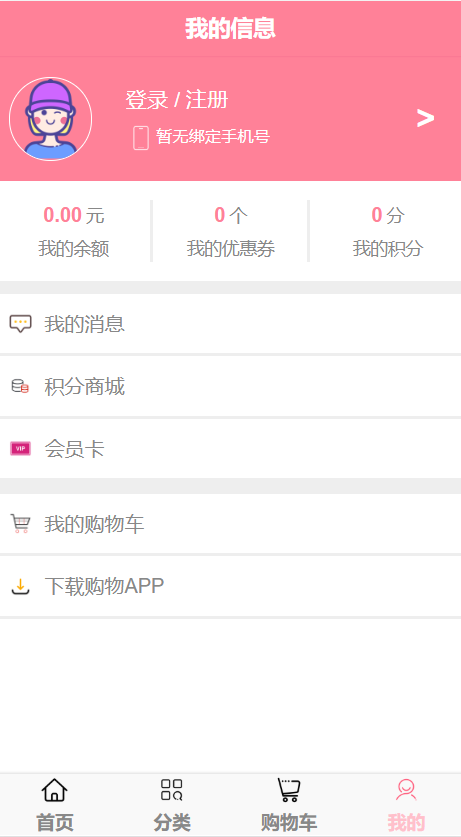 我的信息
登录 / 注册
暂无绑定手机号
>
0.00 元
0 个
0 分
我的余额
我的优惠券
我的积分
我的消息
积分商城
VIP
会员卡
我的购物车
下载购物APP
首页
分类
购物车
我的